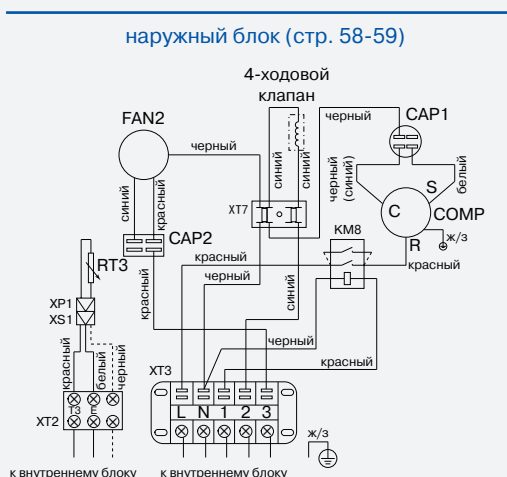 наружный блок (стр. 58-59)
4-ходовой
клапан
FAN2
черный
CAP1
черный
синий
синий
черный
(синий)
белый
S
C
COMP
R
ж/з
синий
красный
XT7
KM8
CAP2
красный
красный
RT3
черный
синий
красный
XP1
XS1
черный
красный
белый
черный
красный
XT3
L N 1 2 3
T3 E
XT2
ж/з
к внутреннему блоку
к внутреннему блоку